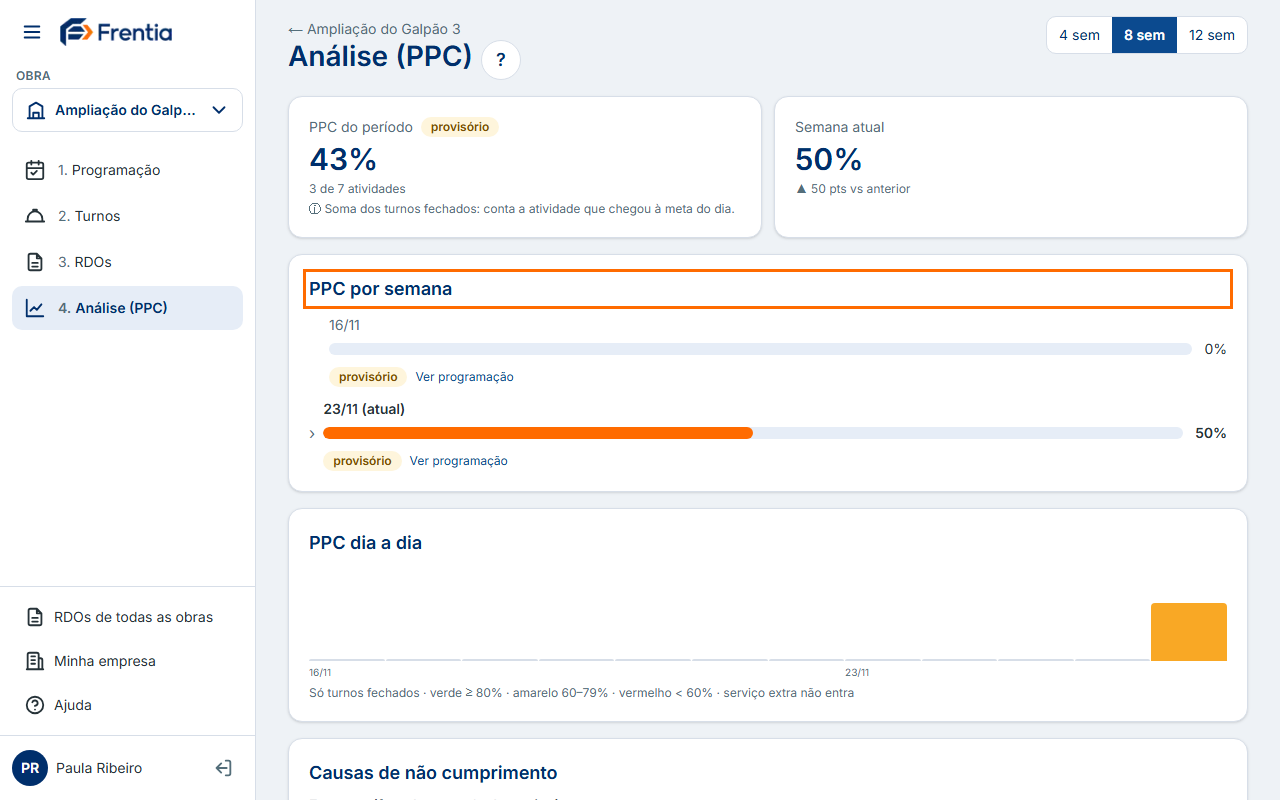 Frentia
OBRA
Ampliação do Galp...
1. Programação
2. Turnos
3. RDOs
4. Análise (PPC)
RDOs de todas as obras
Minha empresa
Ajuda
PR
Paula Ribeiro
← Ampliação do Galpão 3
Análise (PPC)
?
4 sem
8 sem
12 sem
PPC do período
provisório
43%
3 de 7 atividades
ⓘ Soma dos turnos fechados: conta a atividade que chegou à meta do dia.
Semana atual
50%
▲ 50 pts vs anterior
PPC por semana
16/11
0%
provisório
Ver programação
23/11 (atual)
› 50%
provisório
Ver programação
PPC dia a dia
16/11
23/11
Só turnos fechados · verde ≥ 80% · amarelo 60–79% · vermelho < 60% · serviço extra não entra
Causas de não cumprimento